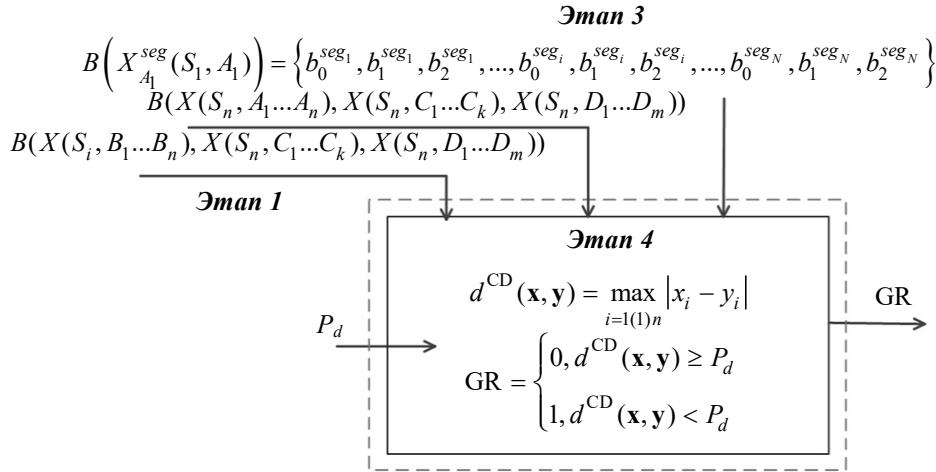 Этап 3
B(X_{A_1}^{seg}(S_1, A_1)) = {b_0^{seg_1}, b_1^{seg_1}, b_2^{seg_1}, ..., b_0^{seg_i}, b_1^{seg_i}, b_2^{seg_i}, ..., b_0^{seg_N}, b_1^{seg_N}, b_2^{seg_N}}
B(X(S_n, A_1...A_n), X(S_n, C_1...C_k), X(S_n, D_1...D_m))
B(X(S_i, B_1...B_n), X(S_n, C_1...C_k), X(S_n, D_1...D_m))
Этап 1
Этап 4
d^{CD}(x, y) = max_{i=1(1)n} |x_i − y_i|
GR
P_d
GR = {0, d^{CD}(x, y) ≥ P_d
1, d^{CD}(x, y) < P_d